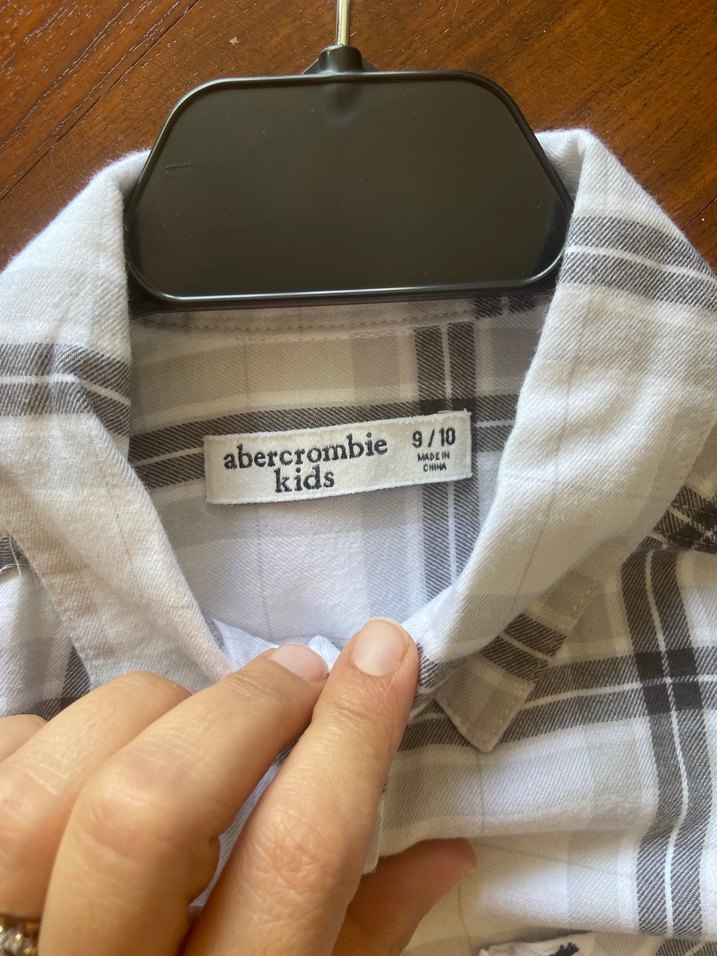 abercrombie
kids
9/10
MADE IN
CHINA